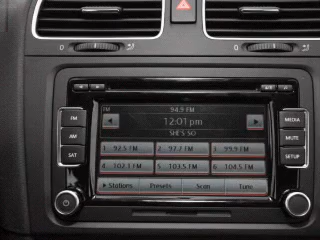 FM 94.9 FM
12:01 pm
SHE'S SO
1 92.5 FM 2 97.7 FM 3 99.9 FM
4 102.1 FM 5 103.5 FM 6 104.5 FM
Stations Presets Scan Tune
FM
AM
SAT
MEDIA
MUTE
SETUP